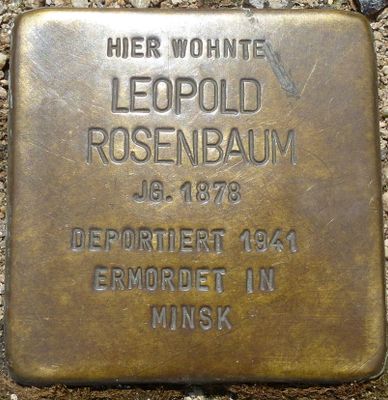 HIER WOHNTE
LEOPOLD
ROSENBAUM
JG. 1878
DEPORTIERT 1941
ERMORDET IN
MINSK